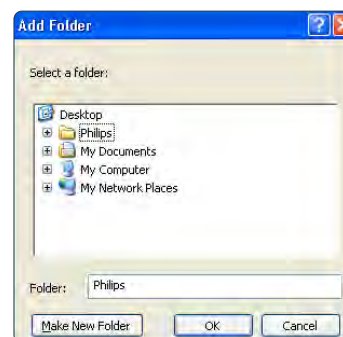 Add Folder
Select a folder:
Desktop
Philips
My Documents
My Computer
My Network Places
Folder: Philips
Make New Folder OK Cancel